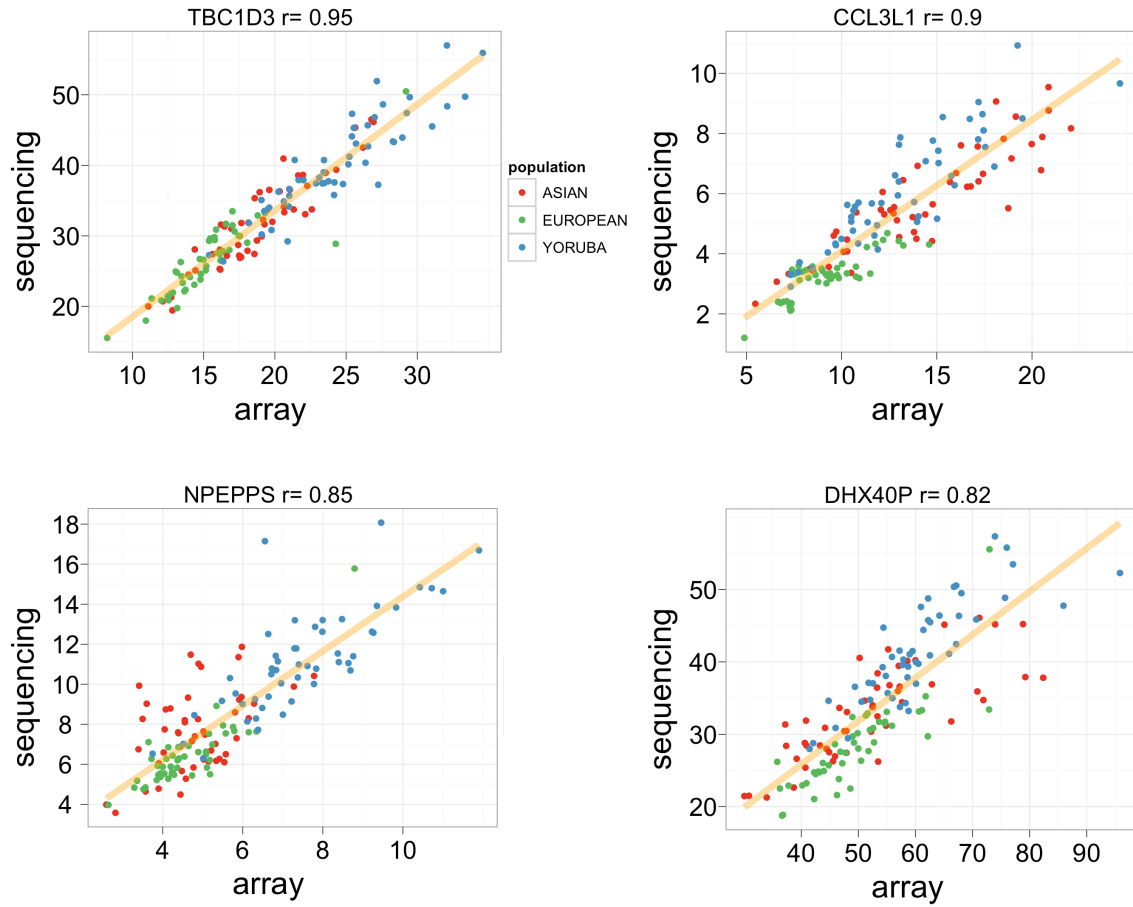 TBC1D3 r= 0.95
sequencing
50
40
30
20
10 15 20 25 30
array
population
ASIAN
EUROPEAN
YORUBA
CCL3L1 r= 0.9
sequencing
10
8
6
4
2
5 10 15 20
array
NPEPPS r= 0.85
sequencing
18
16
14
12
10
8
6
4
4 6 8 10
array
DHX40P r= 0.82
sequencing
50
40
30
20
40 50 60 70 80 90
array